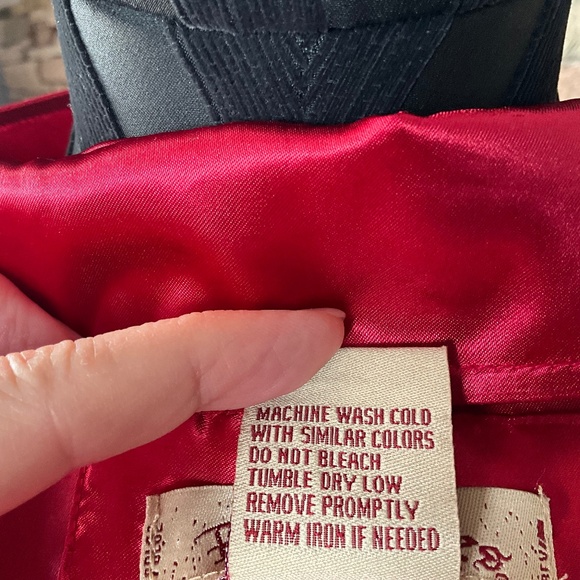 MACHINE WASH COLD
WITH SIMILAR COLORS
DO NOT BLEACH
TUMBLE DRY LOW
REMOVE PROMPTLY
WARM IRON IF NEEDED